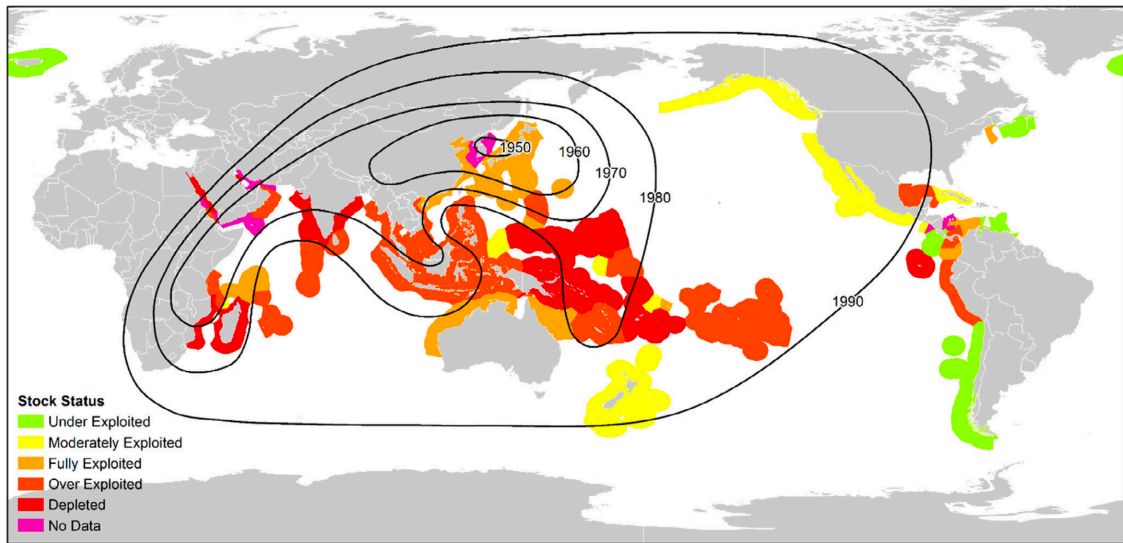 1950
1960
1970
1980
1990
Stock Status
Under Exploited
Moderately Exploited
Fully Exploited
Over Exploited
Depleted
No Data